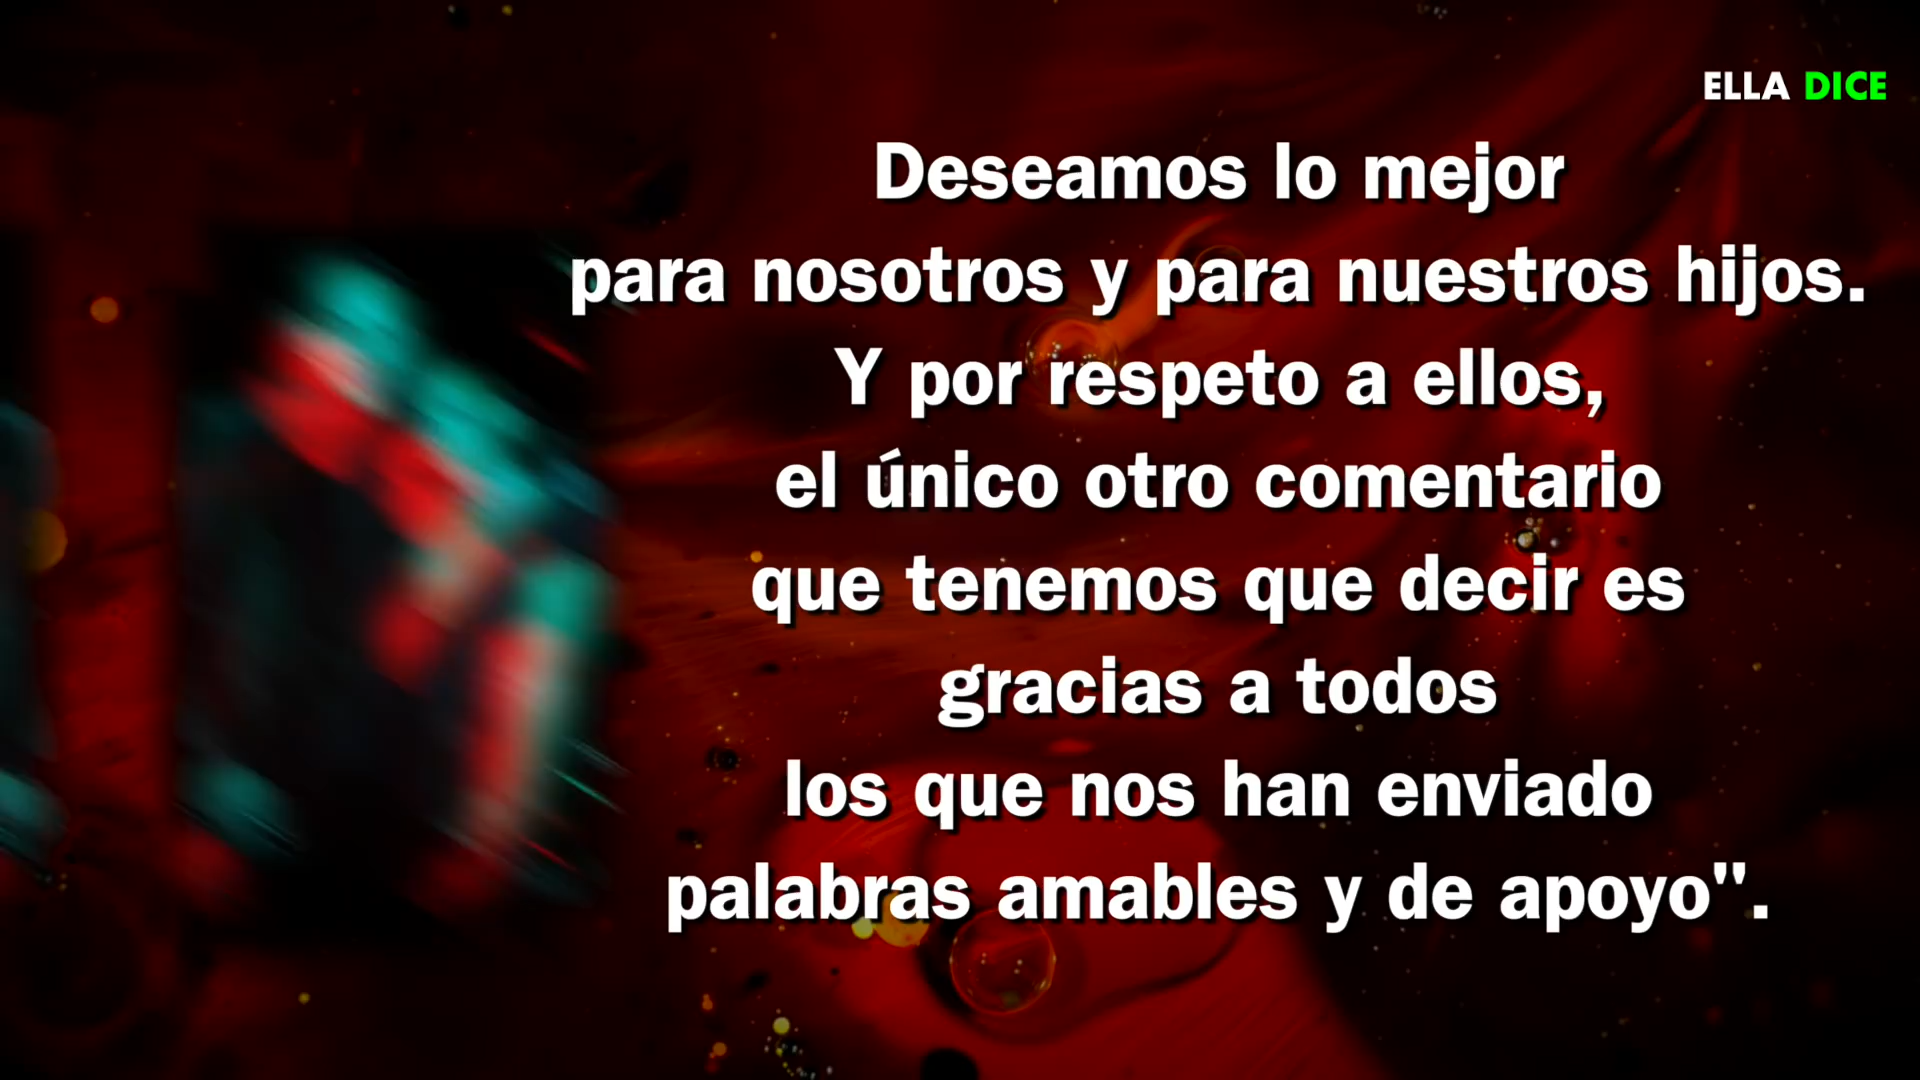 ELLA DICE
Deseamos lo mejor
para nosotros y para nuestros hijos.
Y por respeto a ellos,
el único otro comentario
que tenemos que decir es
gracias a todos
los que nos han enviado
palabras amables y de apoyo".